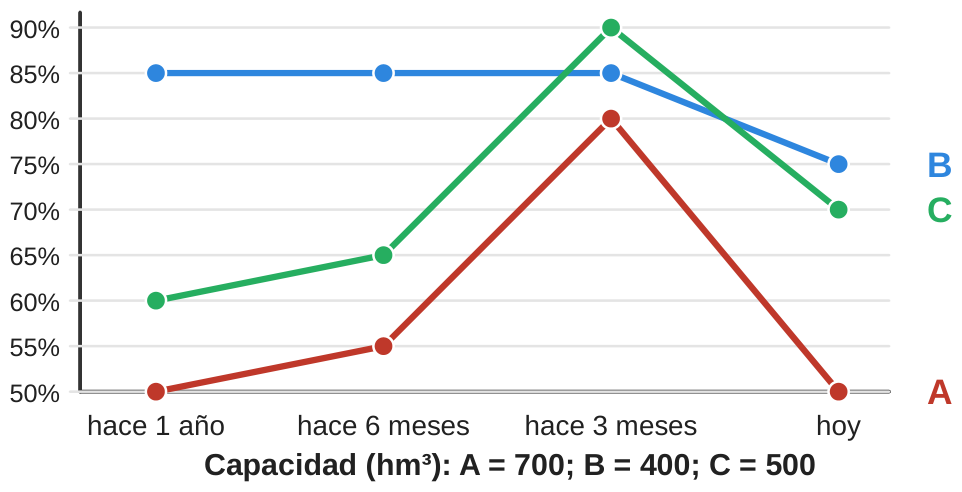 90%
85%
80%
75%
70%
65%
60%
55%
50%
B
C
A
hace 1 año hace 6 meses hace 3 meses hoy
Capacidad (hm³): A = 700; B = 400; C = 500